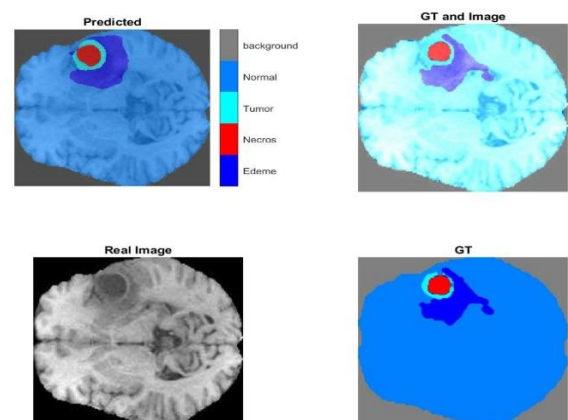 Predicted
background
Normal
Tumor
Necros
Edeme
GT and Image
Real Image
GT